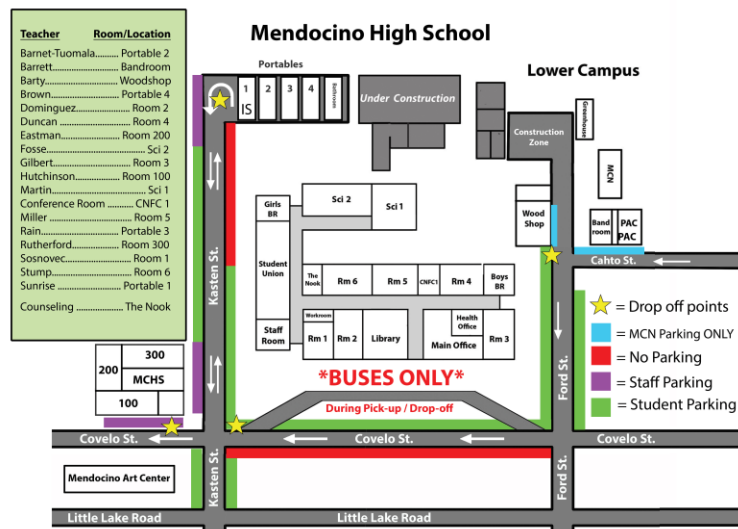 Mendocino High School
Lower Campus
Teacher Room/Location
Barnet-Tuomala......... Portable 2
Barrett.......................Bandroom
Barty.........................Woodshop
Brown.......................Portable 4
Dominguez...............Room 2
Duncan.....................Room 4
Eastman....................Room 200
Fosse.........................Sci 2
Gilbert.......................Room 3
Hutchinson...............Room 100
Martin.......................Sci 1
Conference Room.....CNFC 1
Miller........................Room 5
Rain...........................Portable 3
Rutherford................Room 300
Sosnovec...................Room 1
Stump.......................Room 6
Sunrise......................Portable 1
Counseling................The Nook
Portables
1
IS
2
3
4
Bathroom
Under Construction
Construction
Zone
Greenhouse
MCN
Wood
Shop
Band
room
PAC
PAC
Cahto St.
Girls
BR
Sci 2
Sci 1
Student
Union
Staff
Room
The
Nook
Rm 6
Rm 5
CNFC1
Rm 4
Boys
BR
Workroom
Rm 1
Rm 2
Library
Health
Office
Main Office
Rm 3
*BUSES ONLY*
During Pick-up / Drop-off
Kasten St.
Kasten St.
Ford St.
Ford St.
300
200
MCHS
100
Covelo St.
Covelo St.
Covelo St.
Mendocino Art Center
Little Lake Road
Little Lake Road
= Drop off points
= MCN Parking ONLY
= No Parking
= Staff Parking
= Student Parking